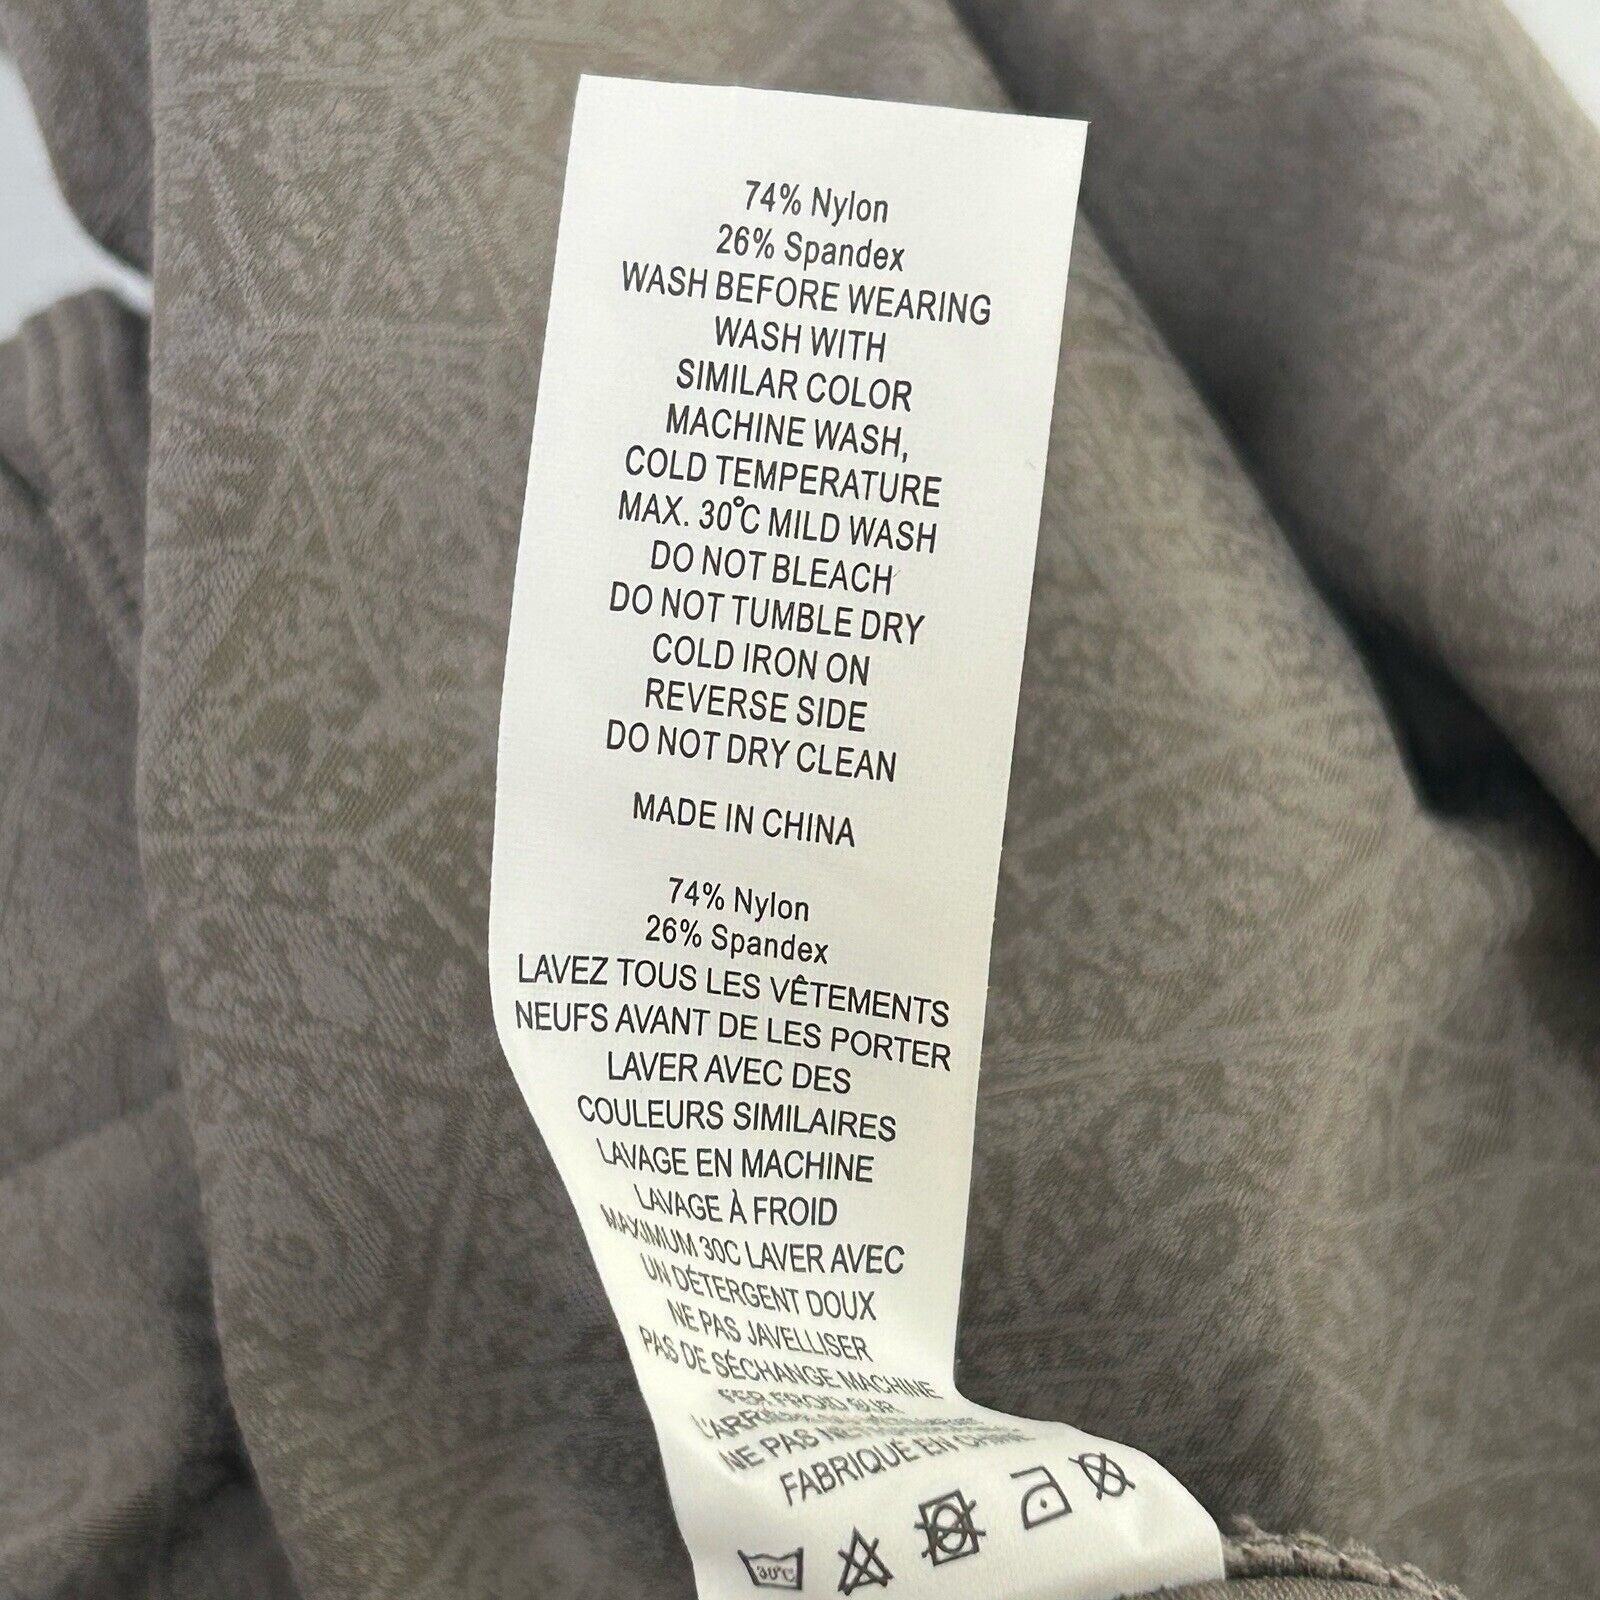 74% Nylon
26% Spandex
WASH BEFORE WEARING
WASH WITH
SIMILAR COLOR
MACHINE WASH,
COLD TEMPERATURE
MAX. 30°C MILD WASH
DO NOT BLEACH
DO NOT TUMBLE DRY
COLD IRON ON
REVERSE SIDE
DO NOT DRY CLEAN
MADE IN CHINA
74% Nylon
26% Spandex
LAVEZ TOUS LES VÊTEMENTS
NEUFS AVANT DE LES PORTER
LAVER AVEC DES
COULEURS SIMILAIRES
LAVAGE EN MACHINE
LAVAGE À FROID
MAXIMUM 30C LAVER AVEC
UN DÉTERGENT DOUX
NE PAS JAVELLISER
PAS DE SÉCHANGE MACHINE
FER FROID SUR
NE PAS
FABRIQUÉ EN CHINE
30°C